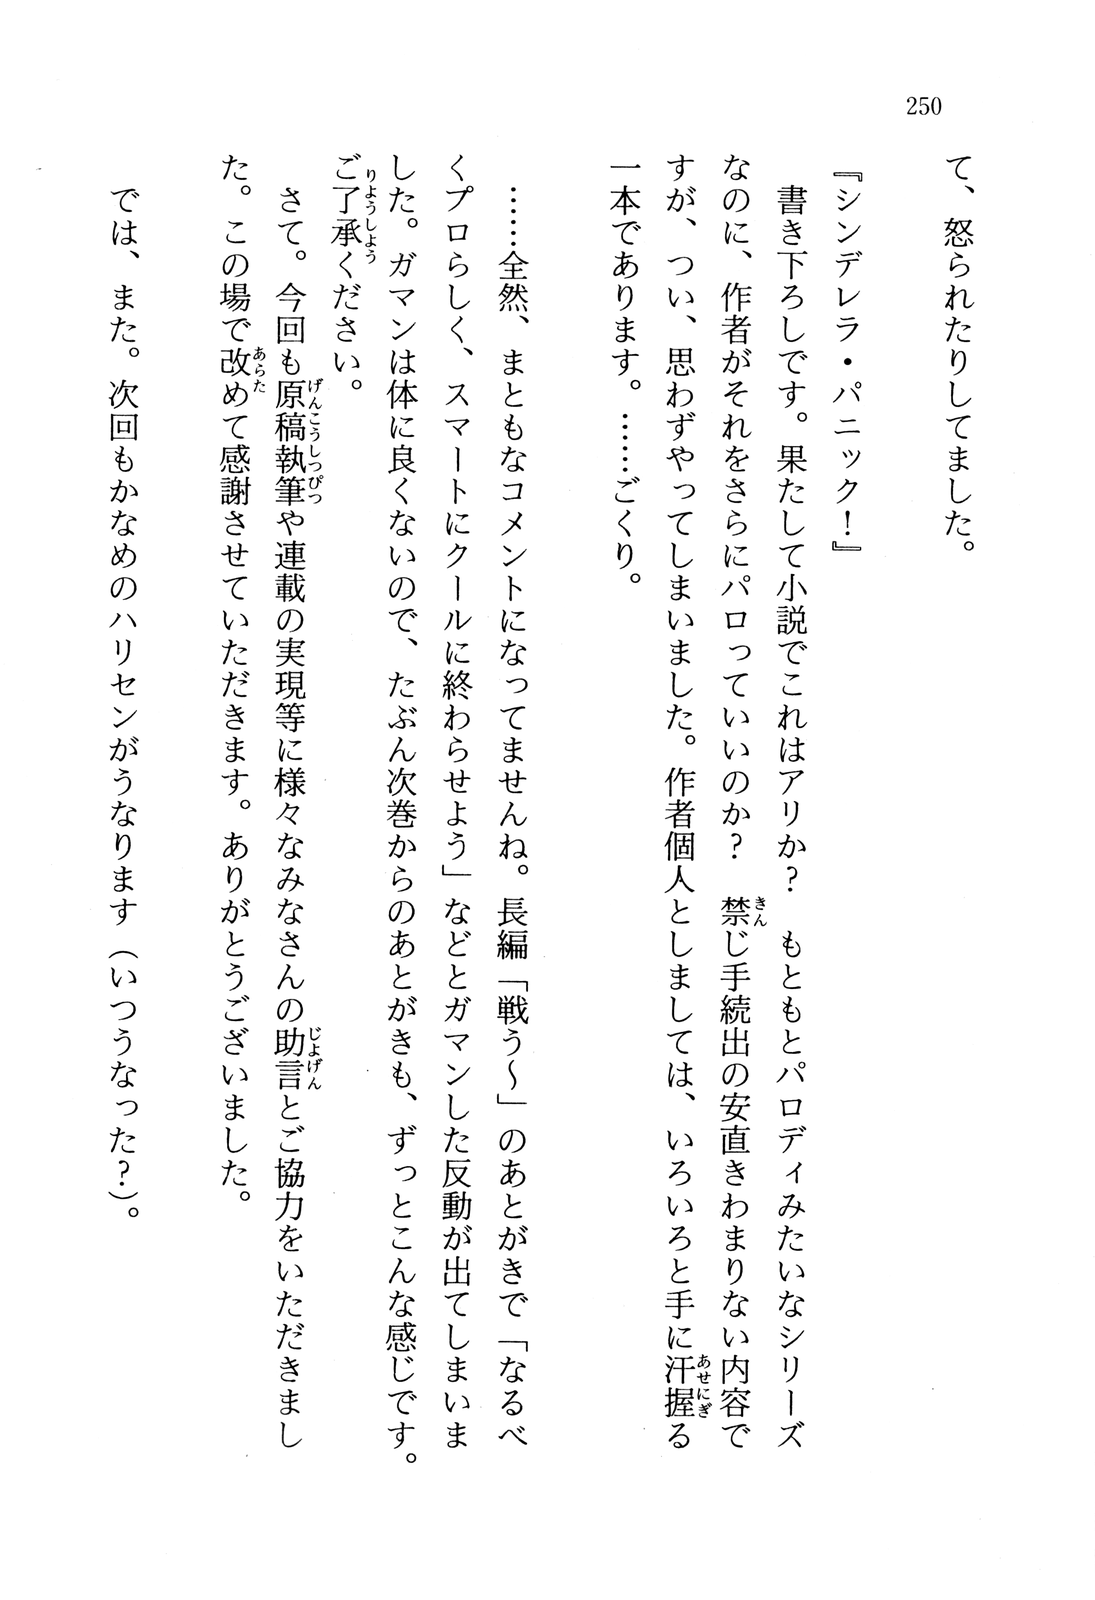 250
て、怒られたりしてました。
『シンデレラ・パニック！』
　書き下ろしです。果たして小説でこれはアリか？　もともとパロディみたいなシリーズ
なのに、作者がそれをさらにパロっていいのか？　禁じ手続出の安直きわまりない内容で
すが、つい、思わずやってしまいました。作者個人としましては、いろいろと手に汗握る
一本であります。……ごくり。
　……全然、まともなコメントになってませんね。長編「戦う～」のあとがきで「なるべ
くプロらしく、スマートにクールに終わらせよう」などとガマンした反動が出てしまいま
した。ガマンは体に良くないので、たぶん次巻からのあとがきも、ずっとこんな感じです。
ご了承ください。
　さて。今回も原稿執筆や連載の実現等に様々なみなさんの助言とご協力をいただきまし
た。この場で改めて感謝させていただきます。ありがとうございました。
　では、また。次回もかなめのハリセンがうなります（いつうなった？）。